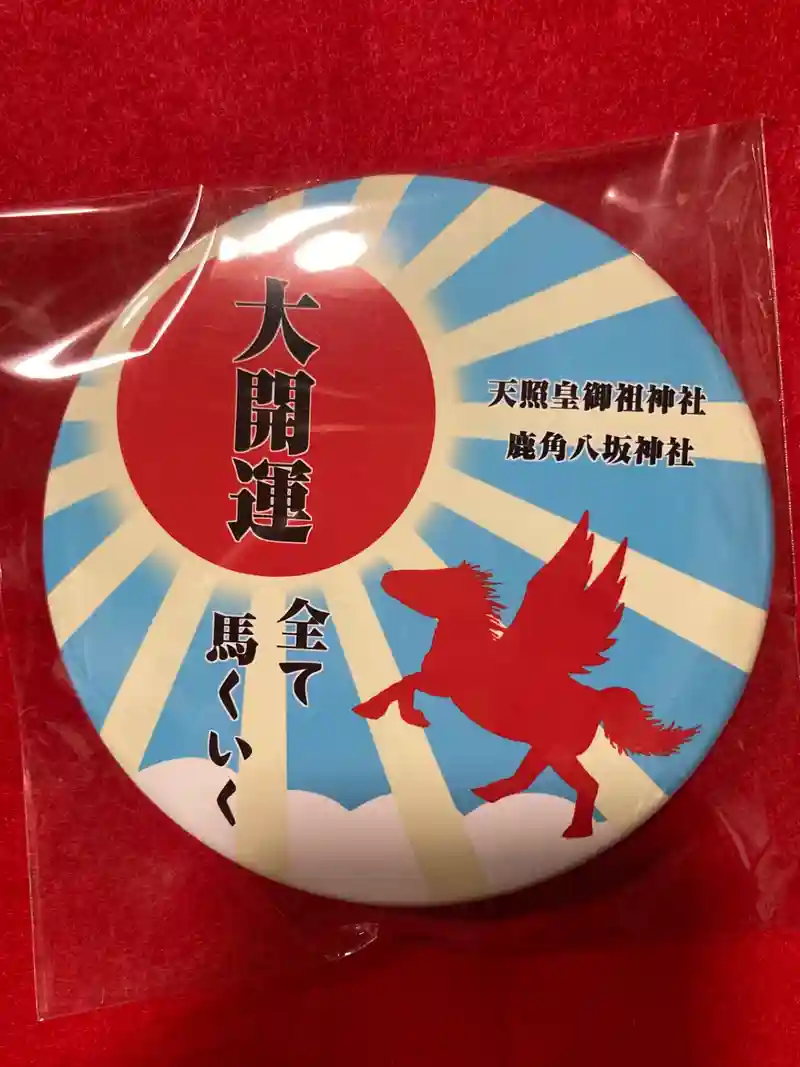 大開運
全て
馬くいく
天照皇御祖神社
鹿角八坂神社